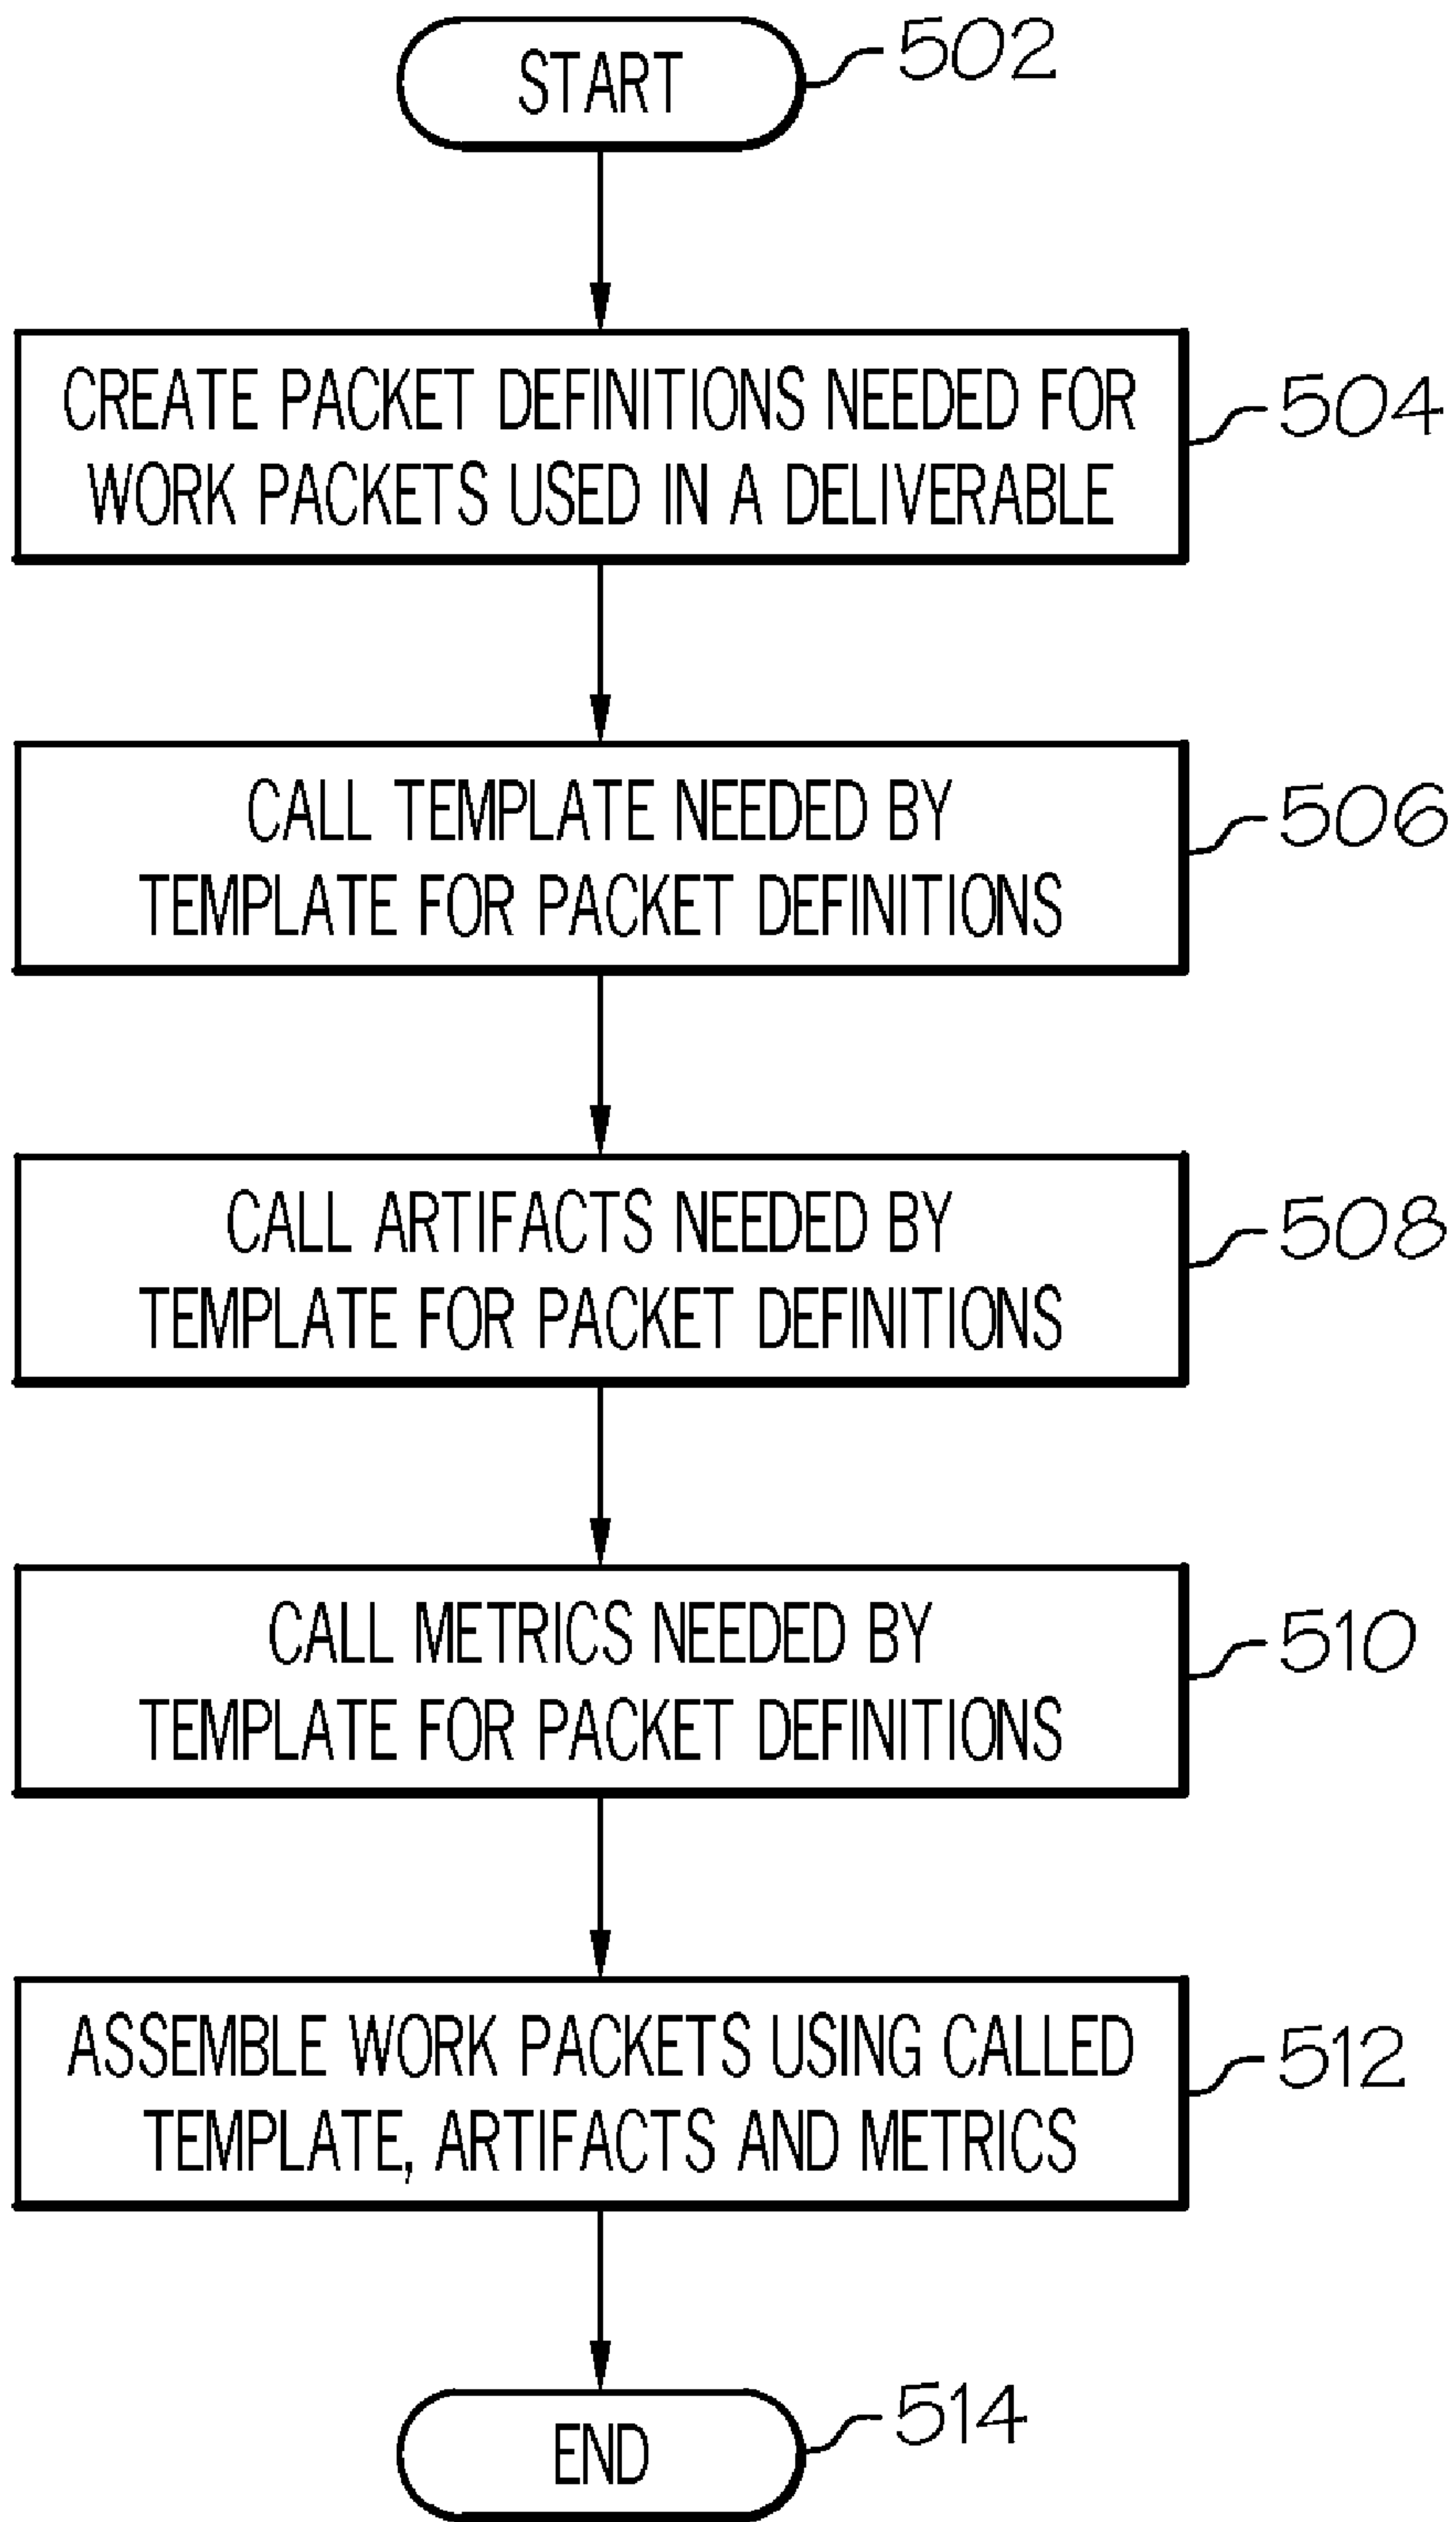 START
502
CREATE PACKET DEFINITIONS NEEDED FOR
WORK PACKETS USED IN A DELIVERABLE
504
CALL TEMPLATE NEEDED BY
TEMPLATE FOR PACKET DEFINITIONS
506
CALL ARTIFACTS NEEDED BY
TEMPLATE FOR PACKET DEFINITIONS
508
CALL METRICS NEEDED BY
TEMPLATE FOR PACKET DEFINITIONS
510
ASSEMBLE WORK PACKETS USING CALLED
TEMPLATE, ARTIFACTS AND METRICS
512
END
514